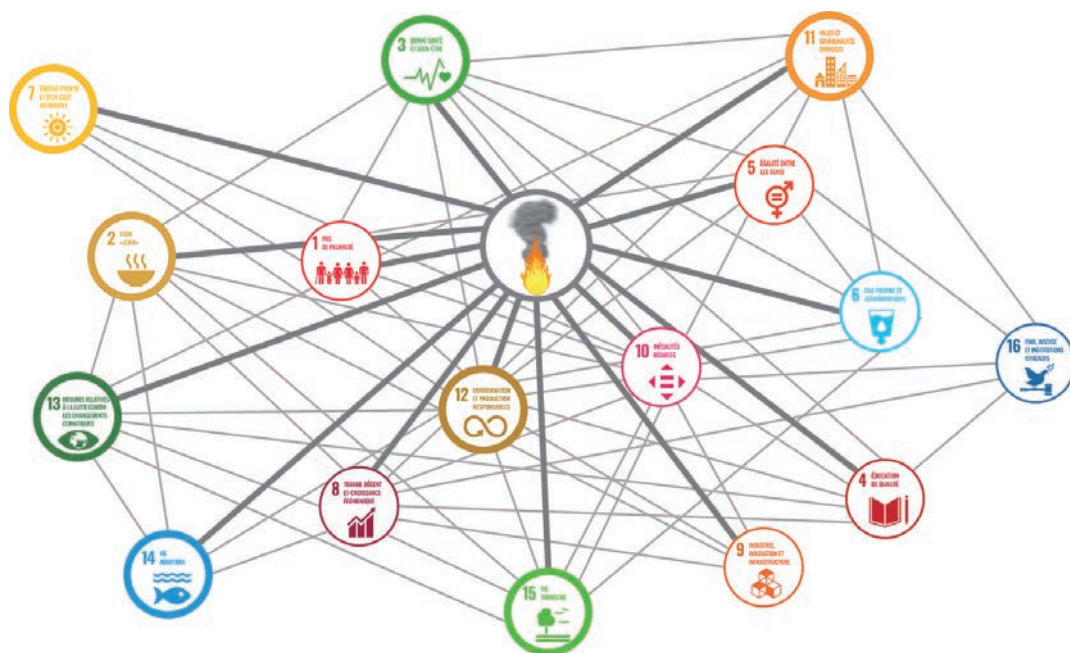 3 BONNE SANTÉ
ET BIEN-ÊTRE
11 VILLES ET
COMMUNAUTÉS
DURABLES
7 ÉNERGIE PROPRE
ET D'UN COÛT
ABORDABLE
5 ÉGALITÉ ENTRE
LES SEXES
2 FAIM
«ZÉRO»
1 PAS
DE PAUVRETÉ
6 EAU PROPRE ET
ASSAINISSEMENT
10 INÉGALITÉS
RÉDUITES
16 PAIX, JUSTICE
ET INSTITUTIONS
EFFICACES
13 MESURES RELATIVES
À LA LUTTE CONTRE
LES CHANGEMENTS
CLIMATIQUES
12 CONSOMMATION
ET PRODUCTION
RESPONSABLES
8 TRAVAIL DÉCENT
ET CROISSANCE
ÉCONOMIQUE
4 ÉDUCATION
DE QUALITÉ
14 VIE
AQUATIQUE
9 INDUSTRIE,
INNOVATION ET
INFRASTRUCTURE
15 VIE
TERRESTRE